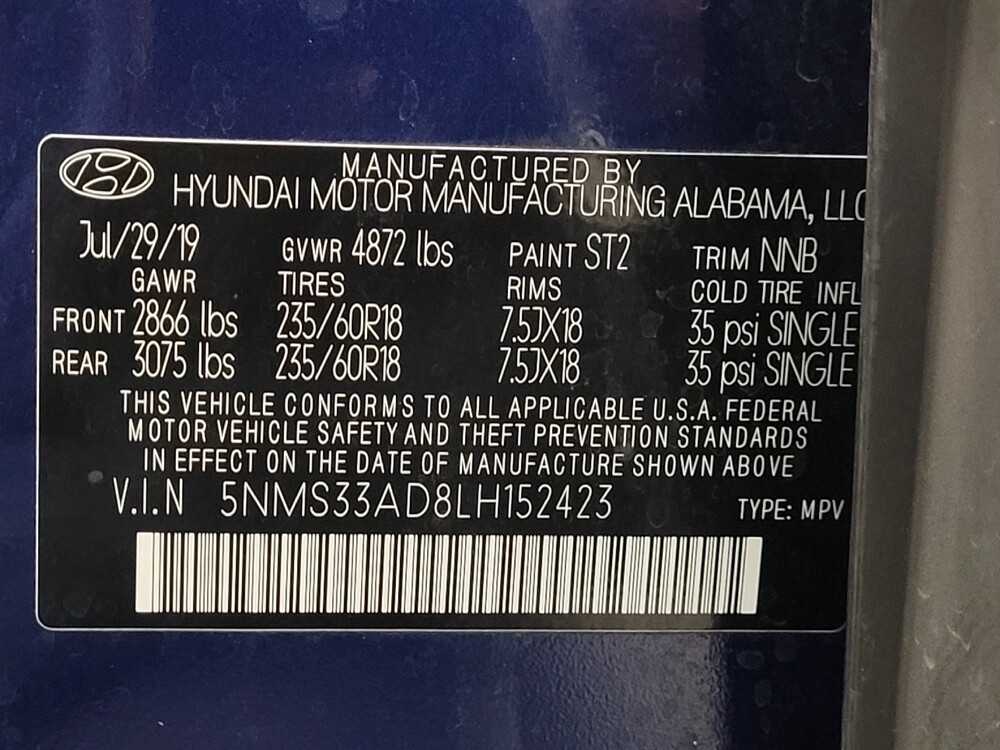 MANUFACTURED BY
HYUNDAI MOTOR MANUFACTURING ALABAMA, LLC
Jul/29/19 GVWR 4872 lbs PAINT ST2 TRIM NNB
GAWR TIRES RIMS COLD TIRE INFL
FRONT 2866 lbs 235/60R18 7.5JX18 35 psi SINGLE
REAR 3075 lbs 235/60R18 7.5JX18 35 psi SINGLE
THIS VEHICLE CONFORMS TO ALL APPLICABLE U.S.A. FEDERAL
MOTOR VEHICLE SAFETY AND THEFT PREVENTION STANDARDS
IN EFFECT ON THE DATE OF MANUFACTURE SHOWN ABOVE
V.I.N 5NMS33AD8LH152423 TYPE: MPV